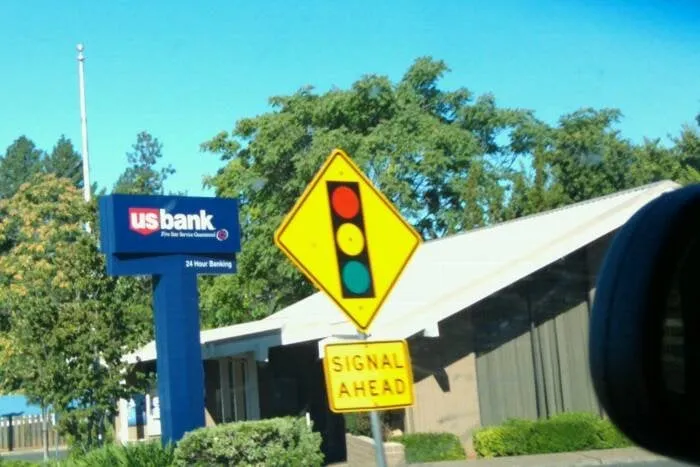 usbank
Five Star Service Guaranteed
24 Hour Banking
SIGNAL
AHEAD